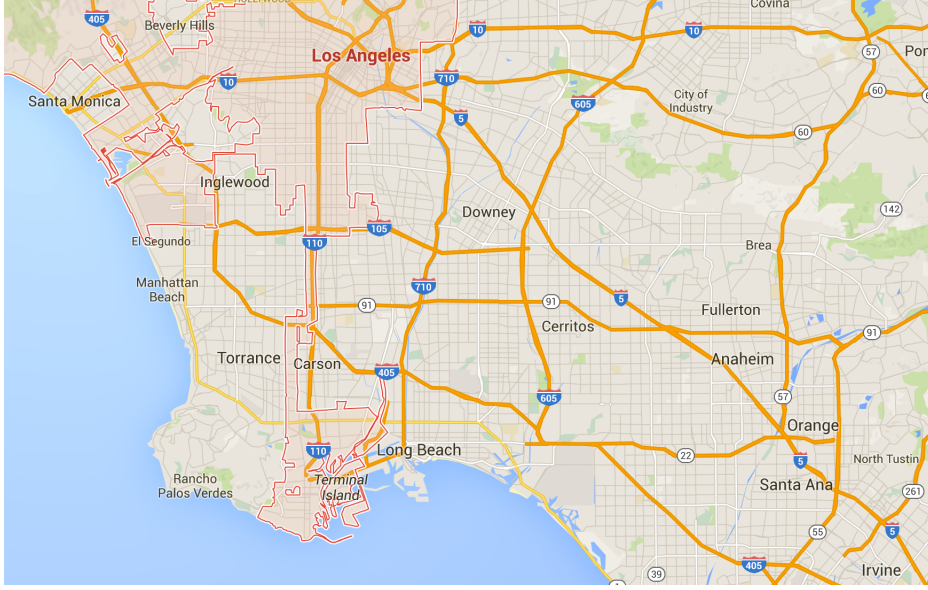 HOLLYWOOD
Covina
405
Beverly Hills
10
10
Los Angeles
57
Por
710
10
60
Santa Monica
City of
Industry
605
5
60
Inglewood
Downey
142
105
El Segundo
110
Brea
Manhattan
Beach
710
91
91
5
Fullerton
Cerritos
91
Torrance
Carson
Anaheim
405
605
57
Orange
110
Long Beach
22
5
North Tustin
Rancho
Palos Verdes
Terminal
Island
Santa Ana
261
55
5
405
39
Irvine
1